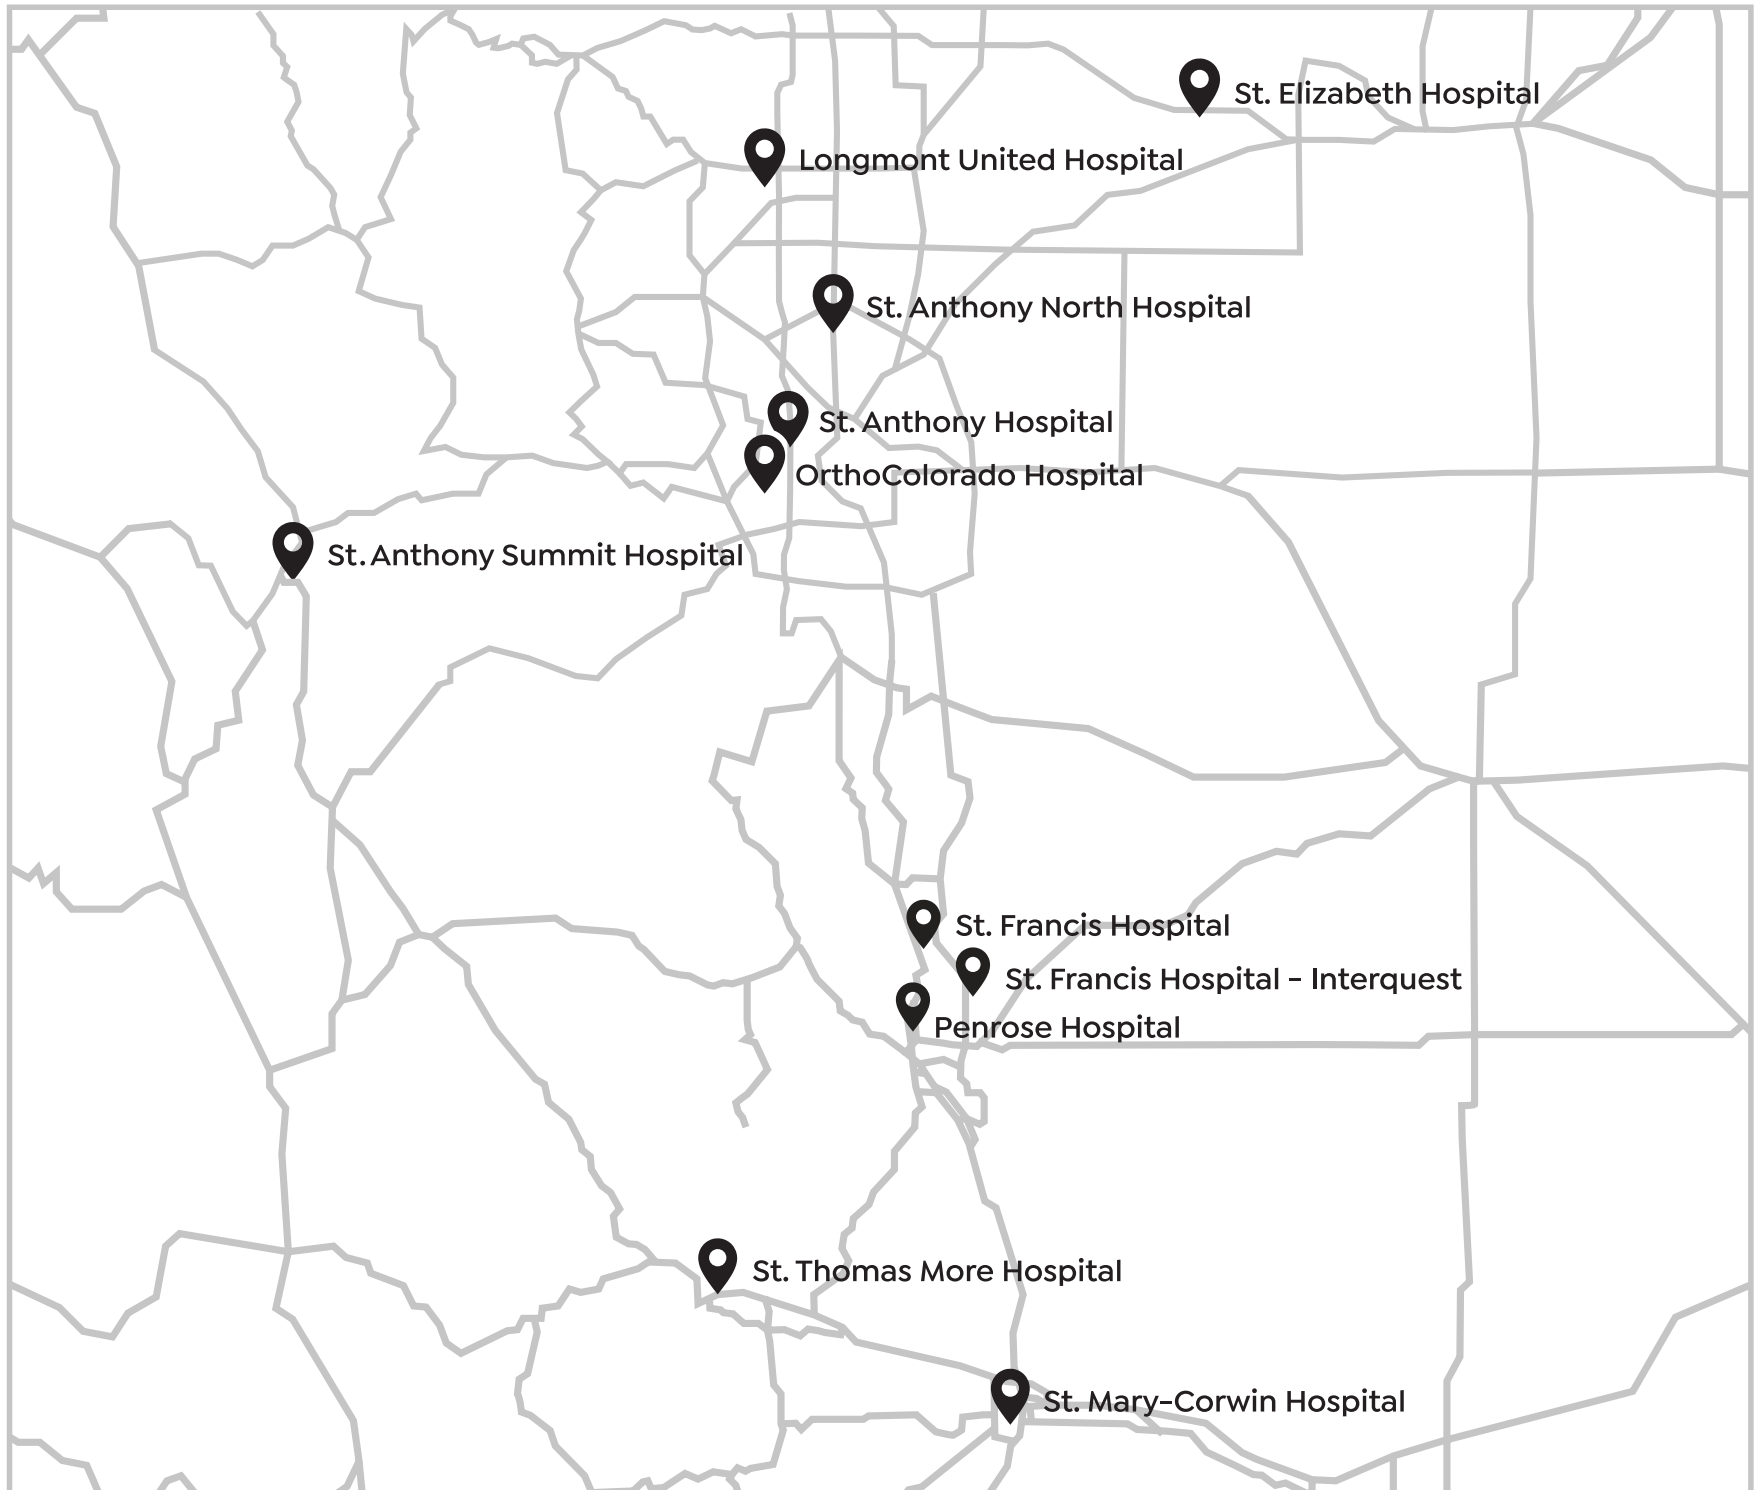 St. Elizabeth Hospital
Longmont United Hospital
St. Anthony North Hospital
St. Anthony Hospital
OrthoColorado Hospital
St. Anthony Summit Hospital
St. Francis Hospital
St. Francis Hospital - Interquest
Penrose Hospital
St. Thomas More Hospital
St. Mary-Corwin Hospital